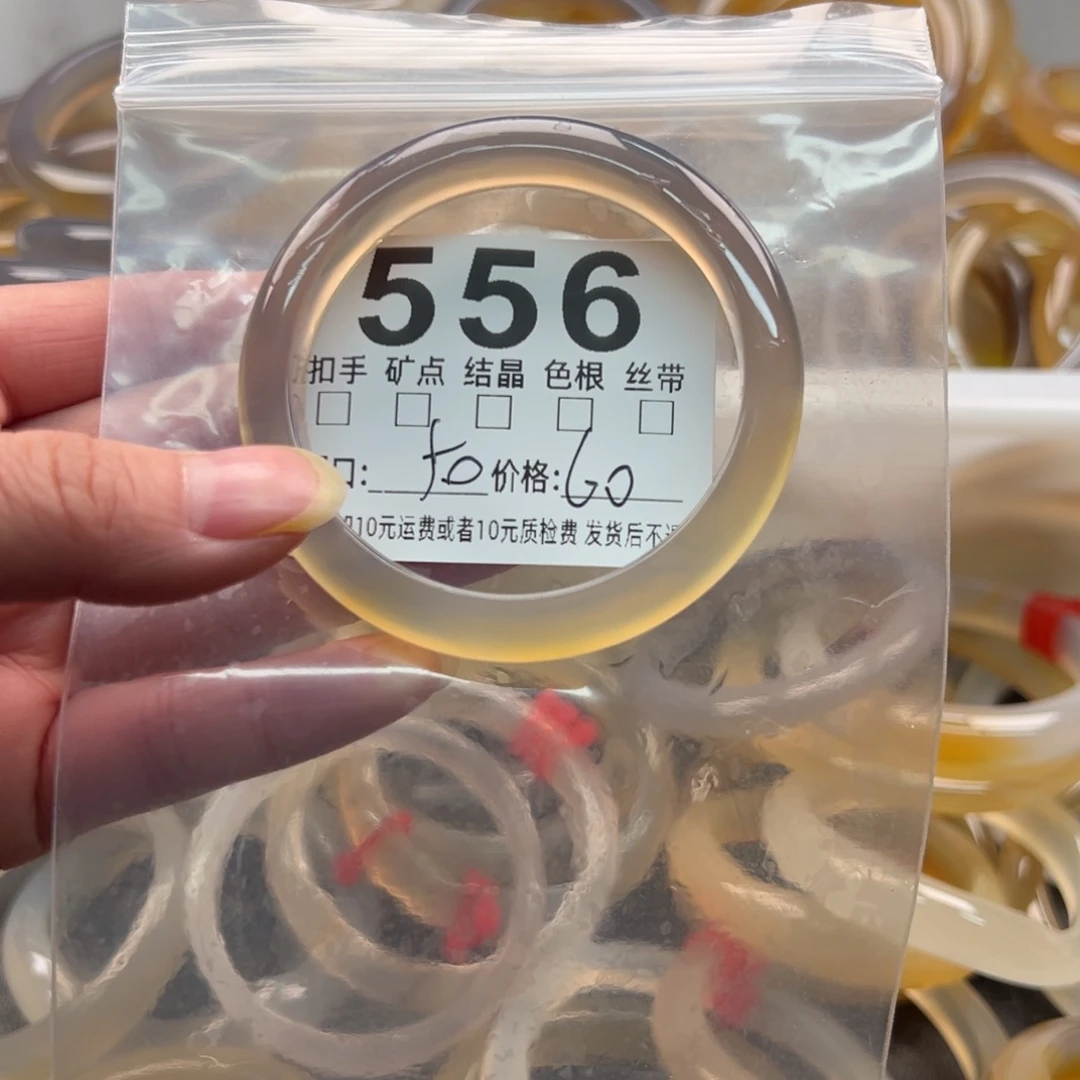 556
扣手 矿点 结晶 色根 丝带
口: 50 价格: 60
10元运费或者10元质检费 发货后不